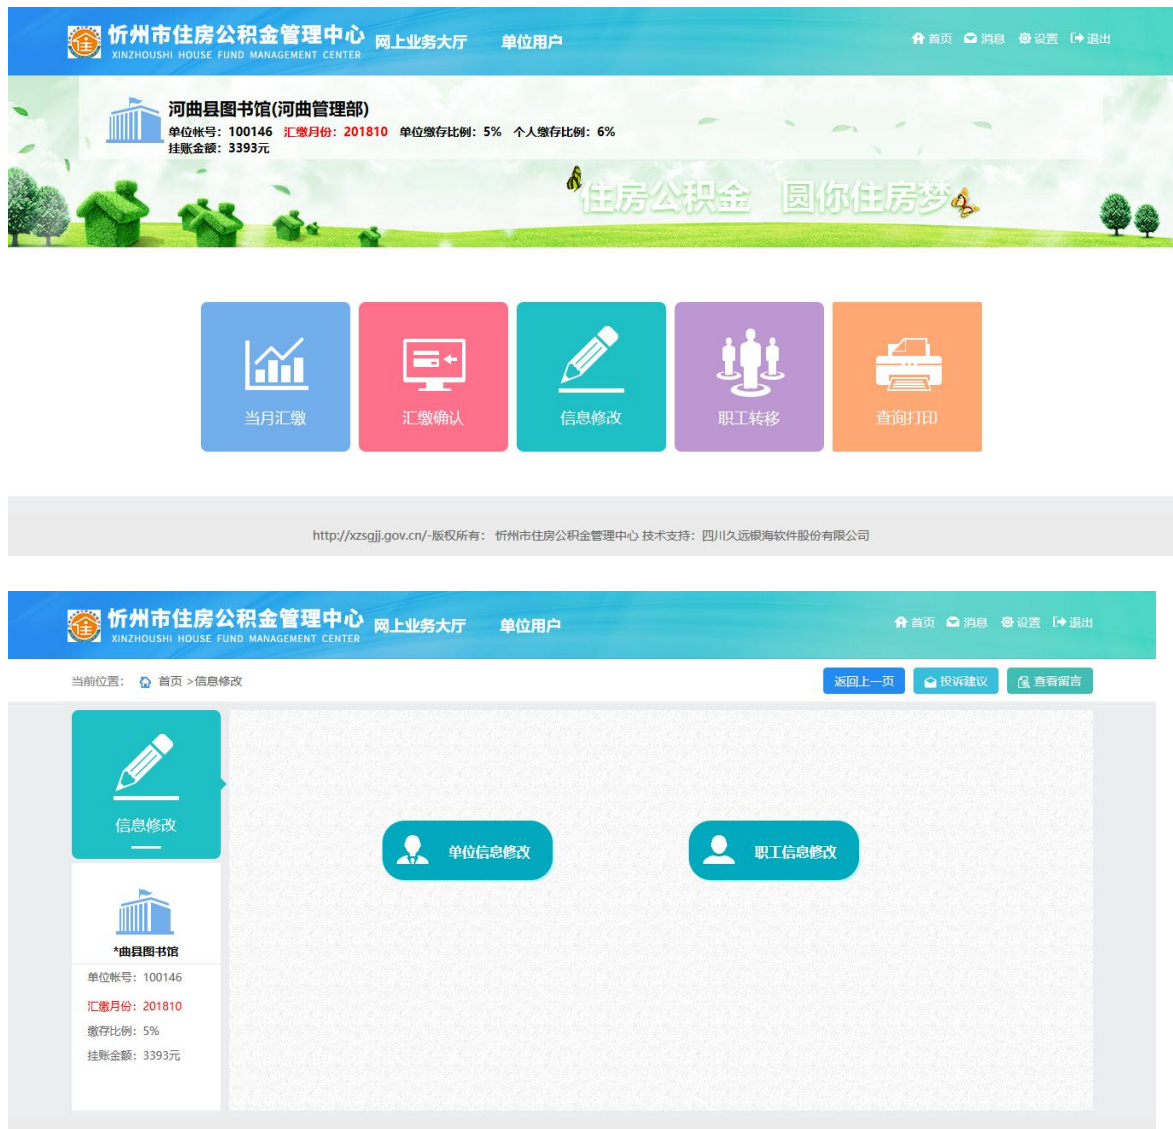 忻州市住房公积金管理中心 网上业务大厅 单位用户 首页 消息 设置 退出
XINZHOUSHI HOUSE FUND MANAGEMENT CENTER
河曲县图书馆(河曲管理部)
单位帐号：100146 汇缴月份：201810 单位缴存比例：5% 个人缴存比例：6%
挂账金额：3393元
住房公积金 圆你住房梦
当月汇缴 汇缴确认 信息修改 职工转移 查询打印
http://xzsgjj.gov.cn/-版权所有： 忻州市住房公积金管理中心 技术支持：四川久远银海软件股份有限公司
忻州市住房公积金管理中心 网上业务大厅 单位用户 首页 消息 设置 退出
XINZHOUSHI HOUSE FUND MANAGEMENT CENTER
当前位置： 首页 >信息修改 返回上一页 投诉建议 查看留言
信息修改
单位信息修改 职工信息修改
*曲县图书馆
单位帐号：100146
汇缴月份：201810
缴存比例：5%
挂账金额：3393元